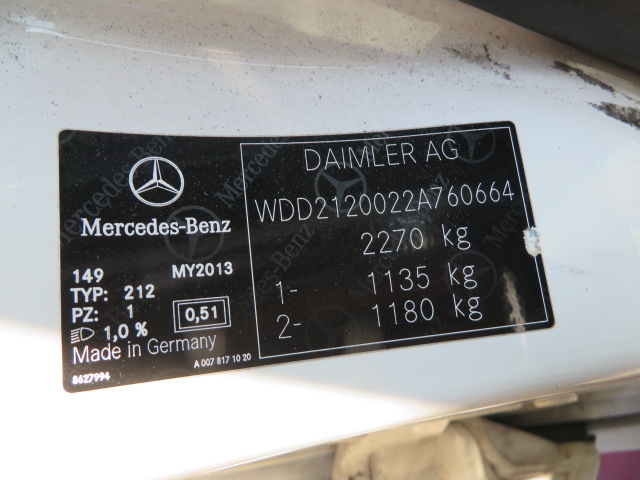 Mercedes-Benz
149 MY2013
TYP: 212
PZ: 1
1,0 %
0,51
Made in Germany
A 007 817 10 20
8627994
DAIMLER AG
WDD2120022A760664
2270 kg
1- 1135 kg
2- 1180 kg